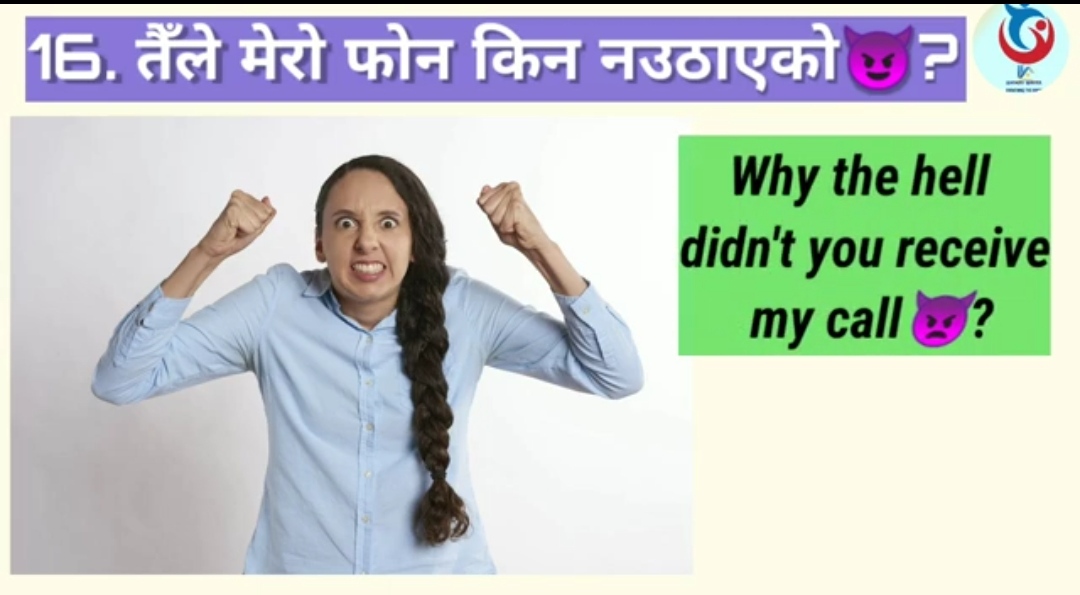 16. तैँले मेरो फोन किन नउठाएको😈?
Why the hell
didn't you receive
my call👿?